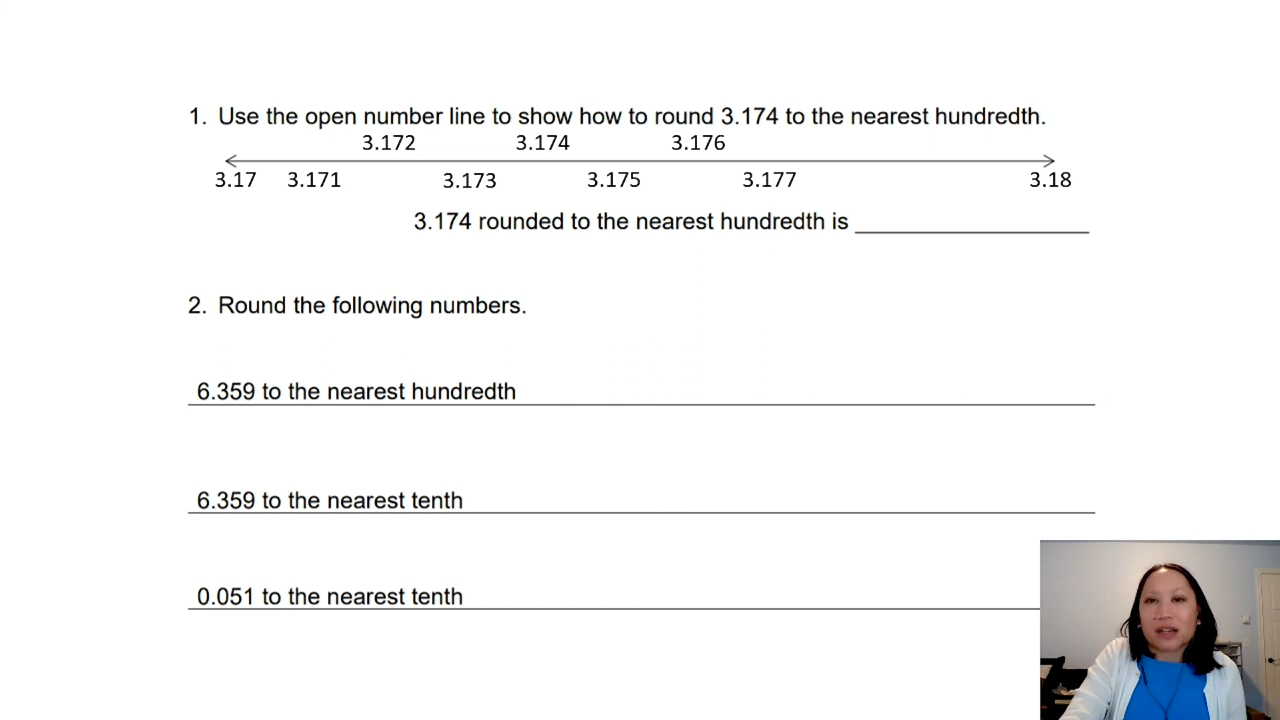 1. Use the open number line to show how to round 3.174 to the nearest hundredth.
3.172 3.174 3.176
3.17 3.171 3.173 3.175 3.177 3.18
3.174 rounded to the nearest hundredth is ___________________
2. Round the following numbers.
6.359 to the nearest hundredth
6.359 to the nearest tenth
0.051 to the nearest tenth